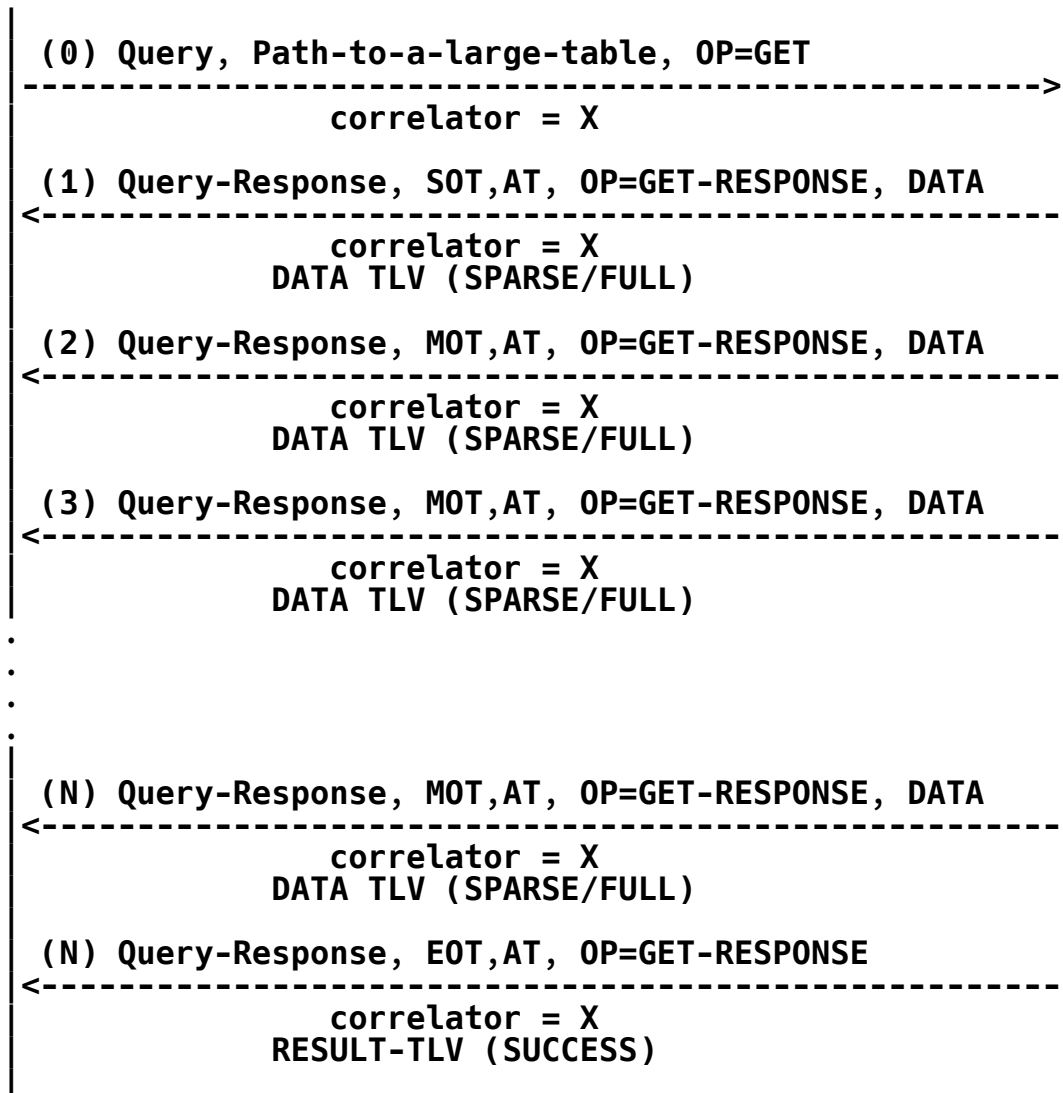 (0) Query, Path-to-a-large-table, OP=GET
----------------------------------------------------->
correlator = X
(1) Query-Response, SOT,AT, OP=GET-RESPONSE, DATA
<-----------------------------------------------------
correlator = X
DATA TLV (SPARSE/FULL)
(2) Query-Response, MOT,AT, OP=GET-RESPONSE, DATA
<-----------------------------------------------------
correlator = X
DATA TLV (SPARSE/FULL)
(3) Query-Response, MOT,AT, OP=GET-RESPONSE, DATA
<-----------------------------------------------------
correlator = X
DATA TLV (SPARSE/FULL)
.
.
.
.
(N) Query-Response, MOT,AT, OP=GET-RESPONSE, DATA
<-----------------------------------------------------
correlator = X
DATA TLV (SPARSE/FULL)
(N) Query-Response, EOT,AT, OP=GET-RESPONSE
<-----------------------------------------------------
correlator = X
RESULT-TLV (SUCCESS)